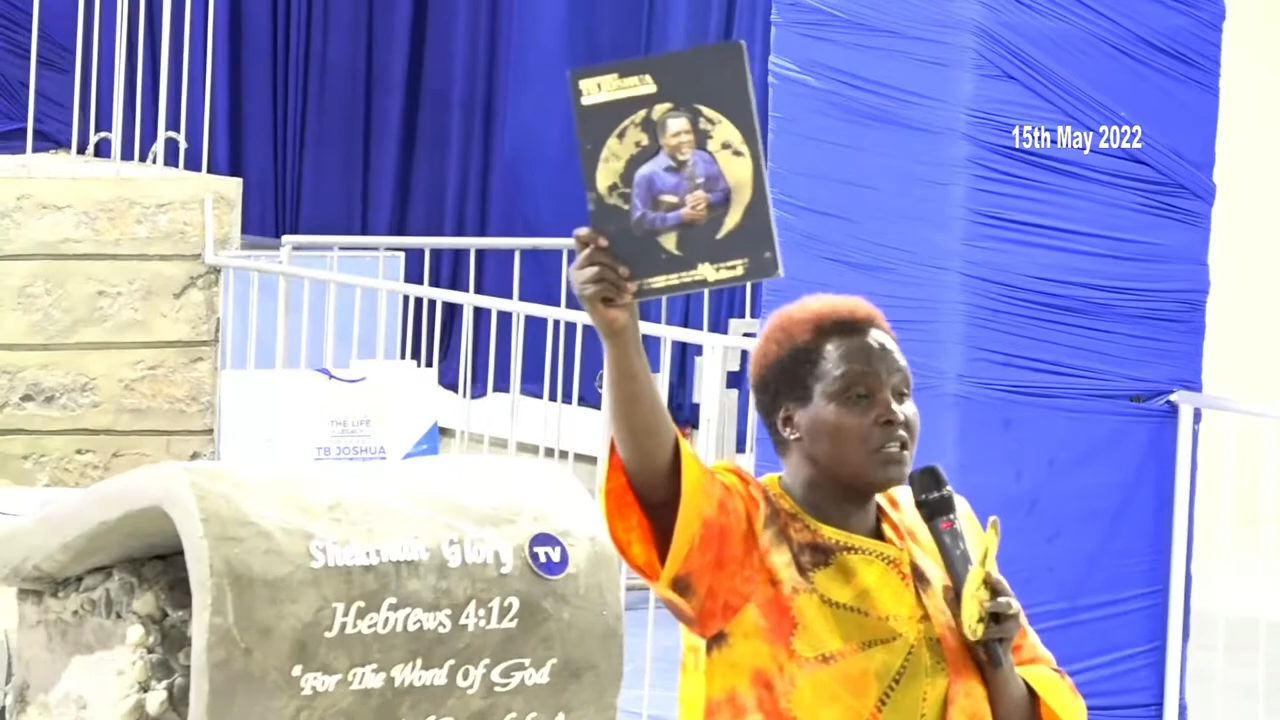 TB JOSHUA
15th May 2022
THE LIFE
LEGACY
TB JOSHUA
Shekinah Glory TV
Hebrews 4:12
"For The Word Of God